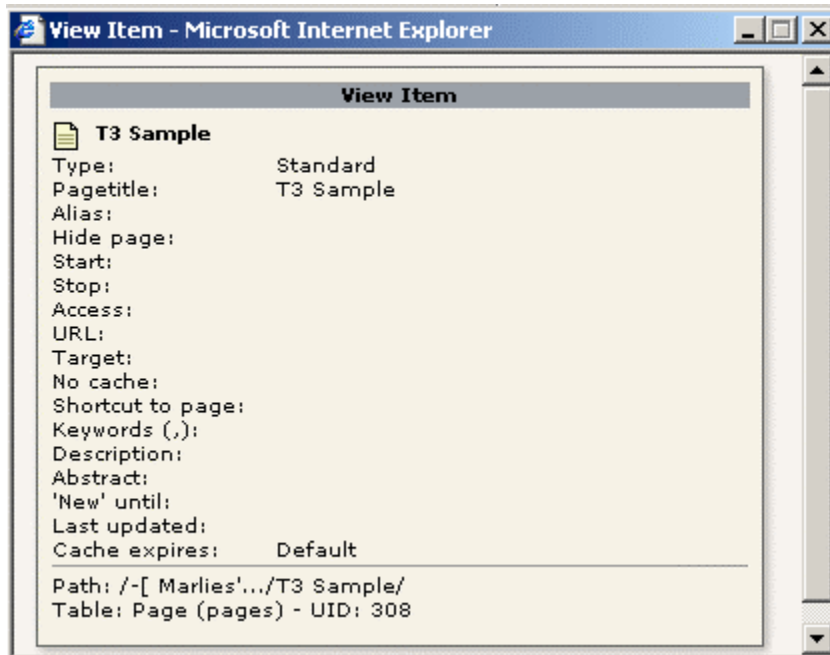 View Item - Microsoft Internet Explorer
View Item
T3 Sample
Type: Standard
Pagetitle: T3 Sample
Alias:
Hide page:
Start:
Stop:
Access:
URL:
Target:
No cache:
Shortcut to page:
Keywords (,):
Description:
Abstract:
'New' until:
Last updated:
Cache expires: Default
Path: /-[ Marlies'.../T3 Sample/
Table: Page (pages) - UID: 308